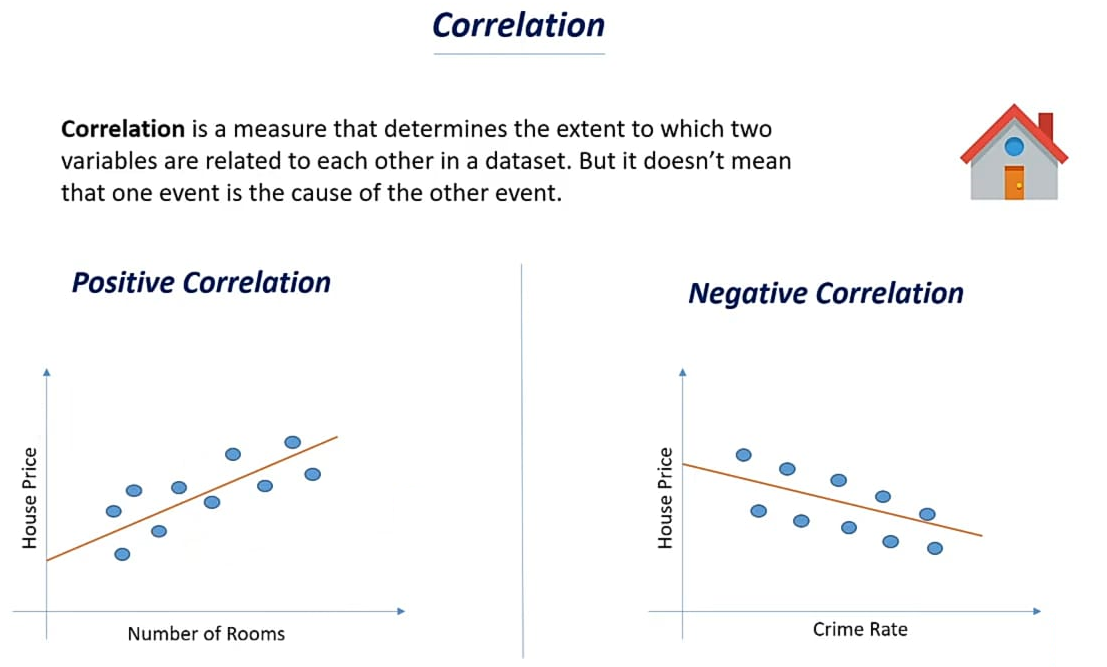 Correlation
Correlation is a measure that determines the extent to which two
variables are related to each other in a dataset. But it doesn’t mean
that one event is the cause of the other event.
Positive Correlation
House Price
Number of Rooms
Negative Correlation
House Price
Crime Rate